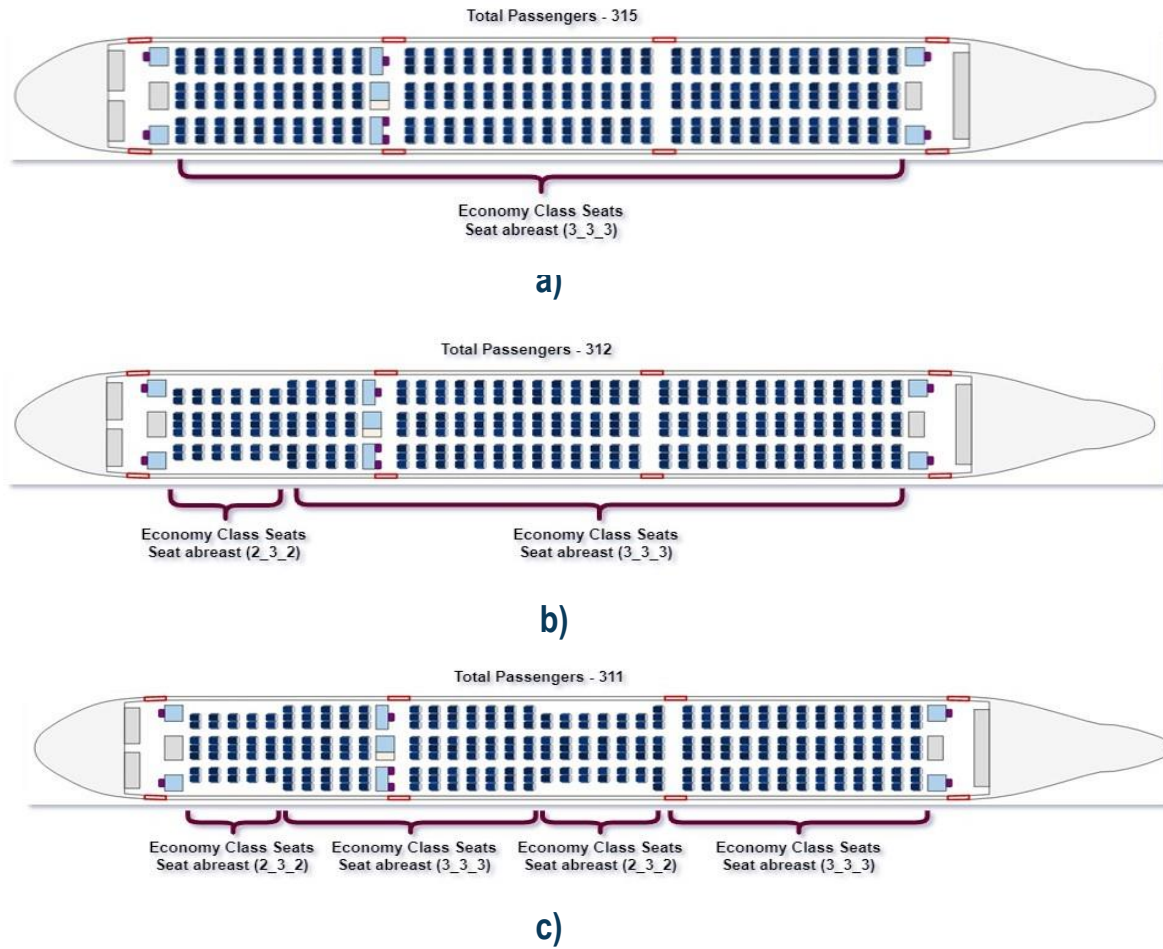 Total Passengers - 315
Economy Class Seats
Seat abreast (3_3_3)
a)
Total Passengers - 312
Economy Class Seats
Seat abreast (2_3_2)
Economy Class Seats
Seat abreast (3_3_3)
b)
Total Passengers - 311
Economy Class Seats
Seat abreast (2_3_2)
Economy Class Seats
Seat abreast (3_3_3)
Economy Class Seats
Seat abreast (2_3_2)
Economy Class Seats
Seat abreast (3_3_3)
c)